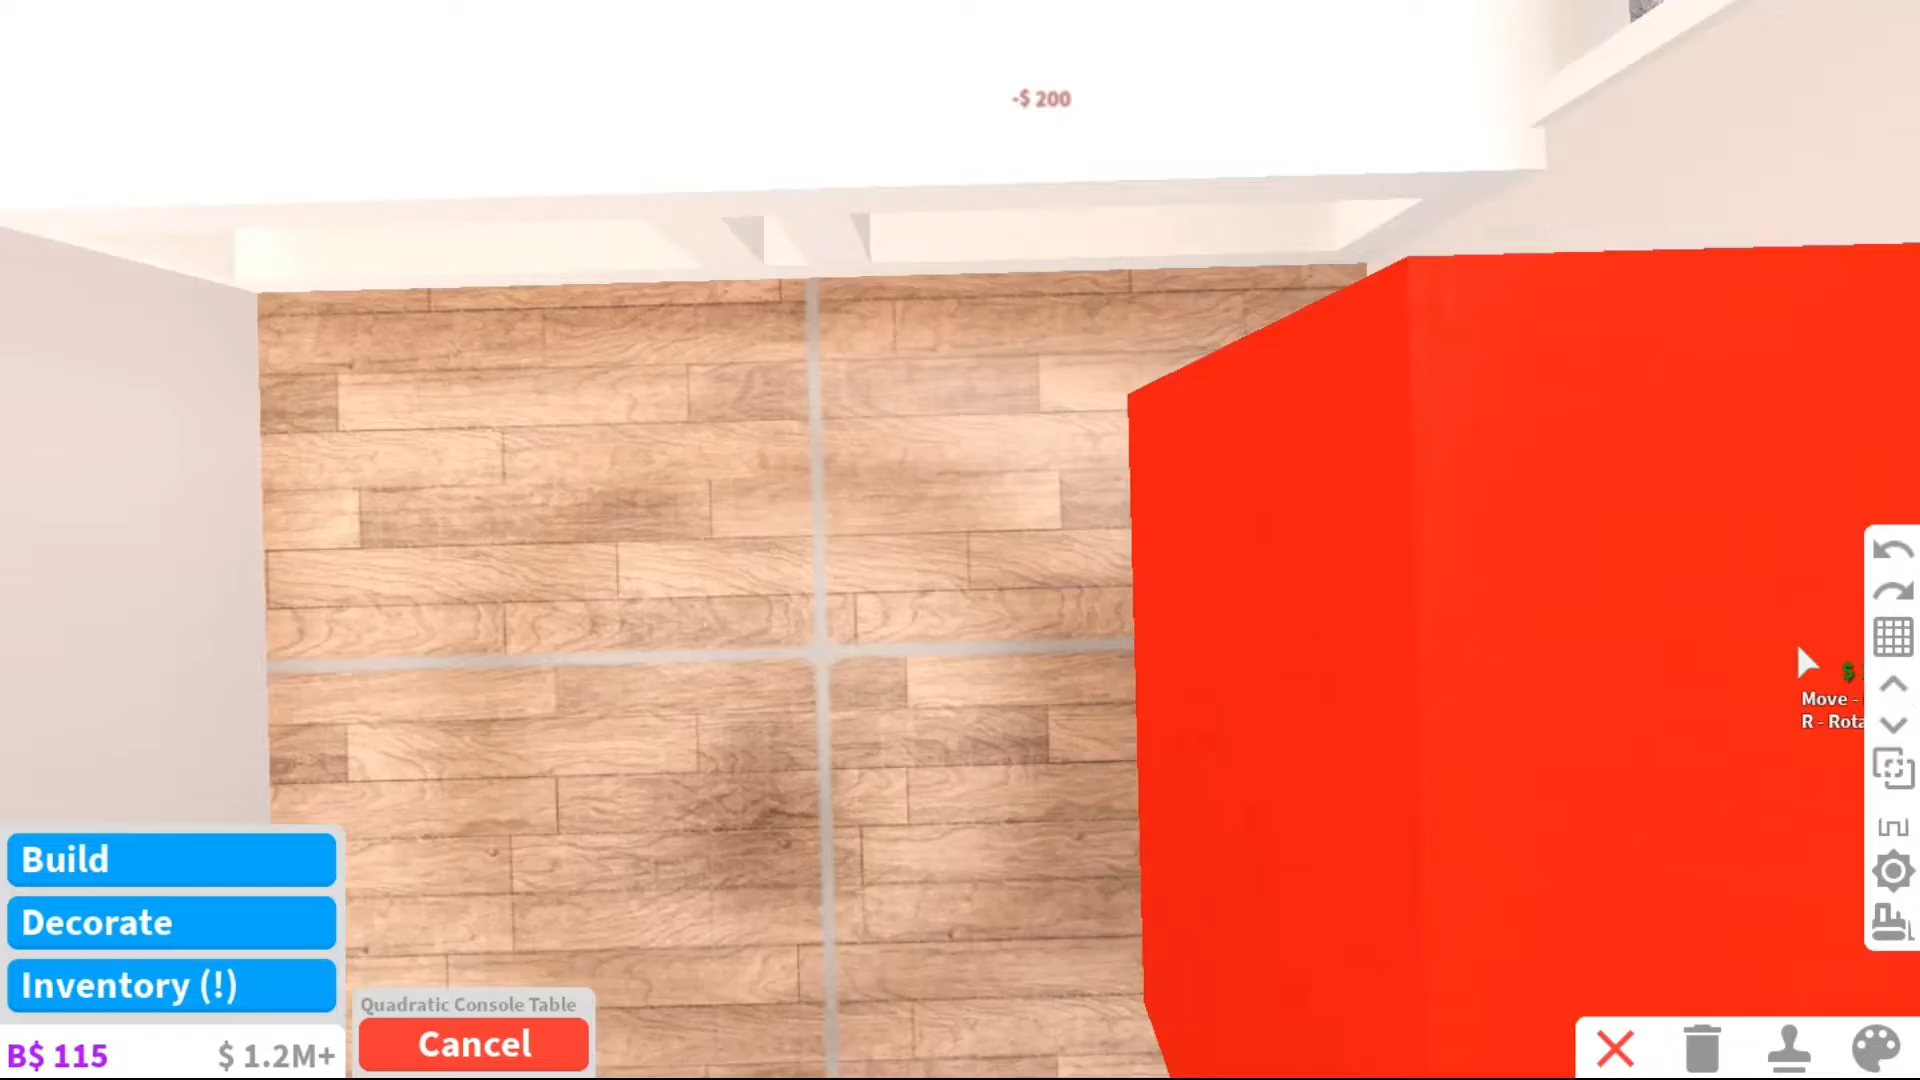 -$ 200
$
Move -
R - Rota
Build
Decorate
Inventory (!)
Quadratic Console Table
Cancel
B$ 115
$ 1.2M+